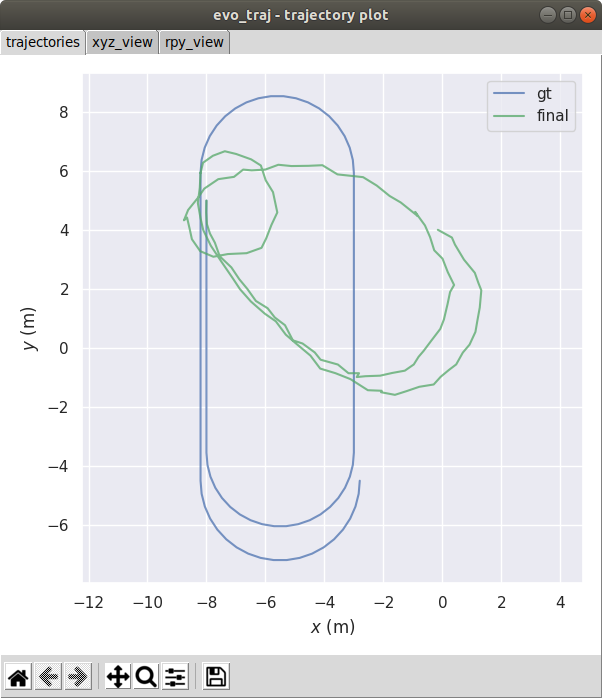 evo_traj - trajectory plot
trajectories xyz_view rpy_view
gt
final
8
6
4
2
0
−2
−4
−6
y (m)
−12 −10 −8 −6 −4 −2 0 2 4
x (m)